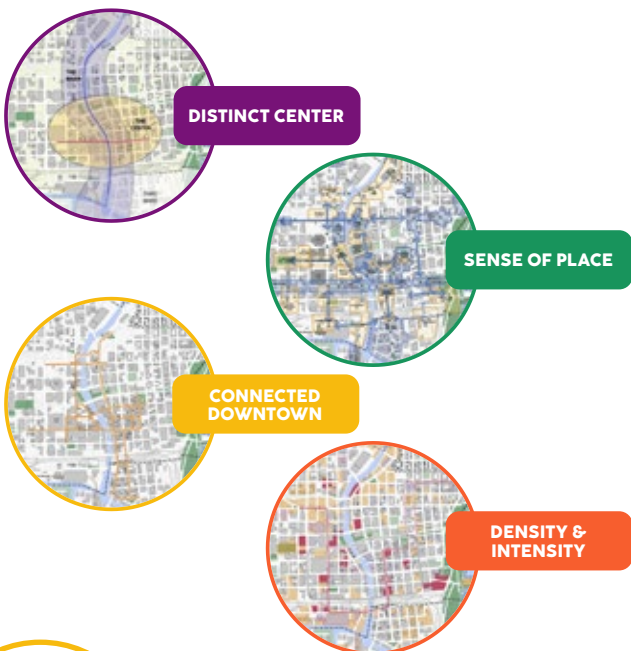 DISTINCT CENTER
SENSE OF PLACE
CONNECTED
DOWNTOWN
DENSITY &
INTENSITY